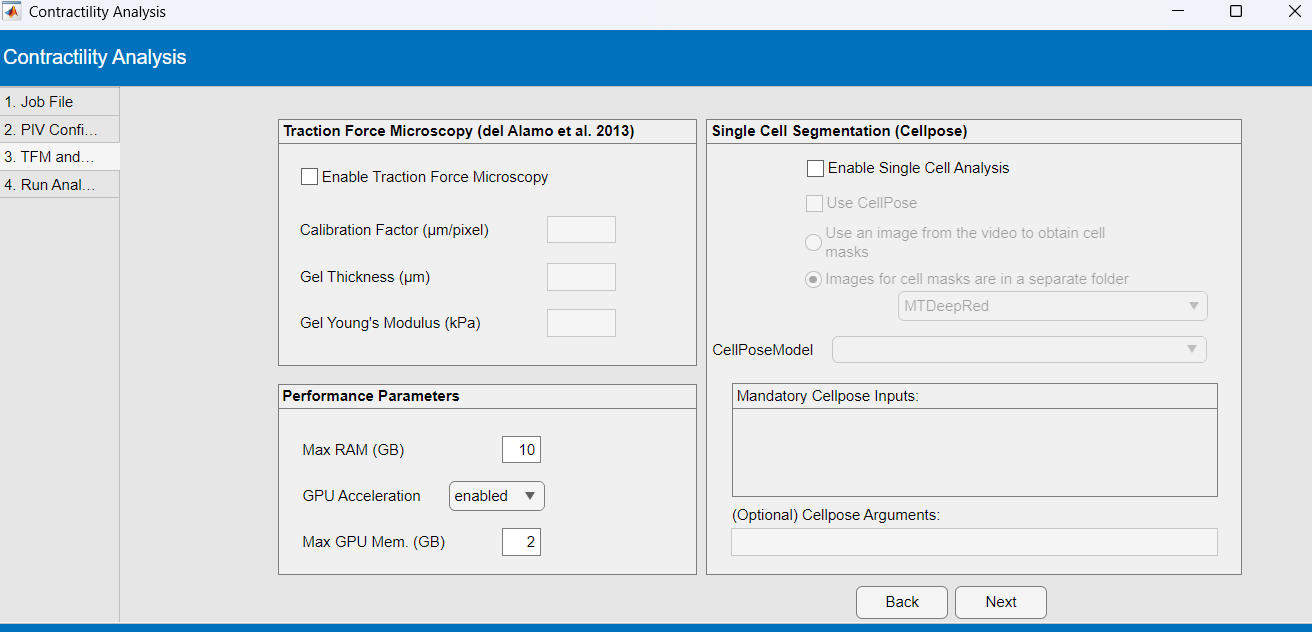 Contractility Analysis
Contractility Analysis
1. Job File
2. PIV Confi...
3. TFM and...
4. Run Anal...
Traction Force Microscopy (del Alamo et al. 2013)
Enable Traction Force Microscopy
Calibration Factor (μm/pixel)
Gel Thickness (μm)
Gel Young's Modulus (kPa)
Performance Parameters
Max RAM (GB) 10
GPU Acceleration enabled
Max GPU Mem. (GB) 2
Single Cell Segmentation (Cellpose)
Enable Single Cell Analysis
Use CellPose
Use an image from the video to obtain cell
masks
Images for cell masks are in a separate folder
MTDeepRed
CellPoseModel
Mandatory Cellpose Inputs:
(Optional) Cellpose Arguments:
Back Next